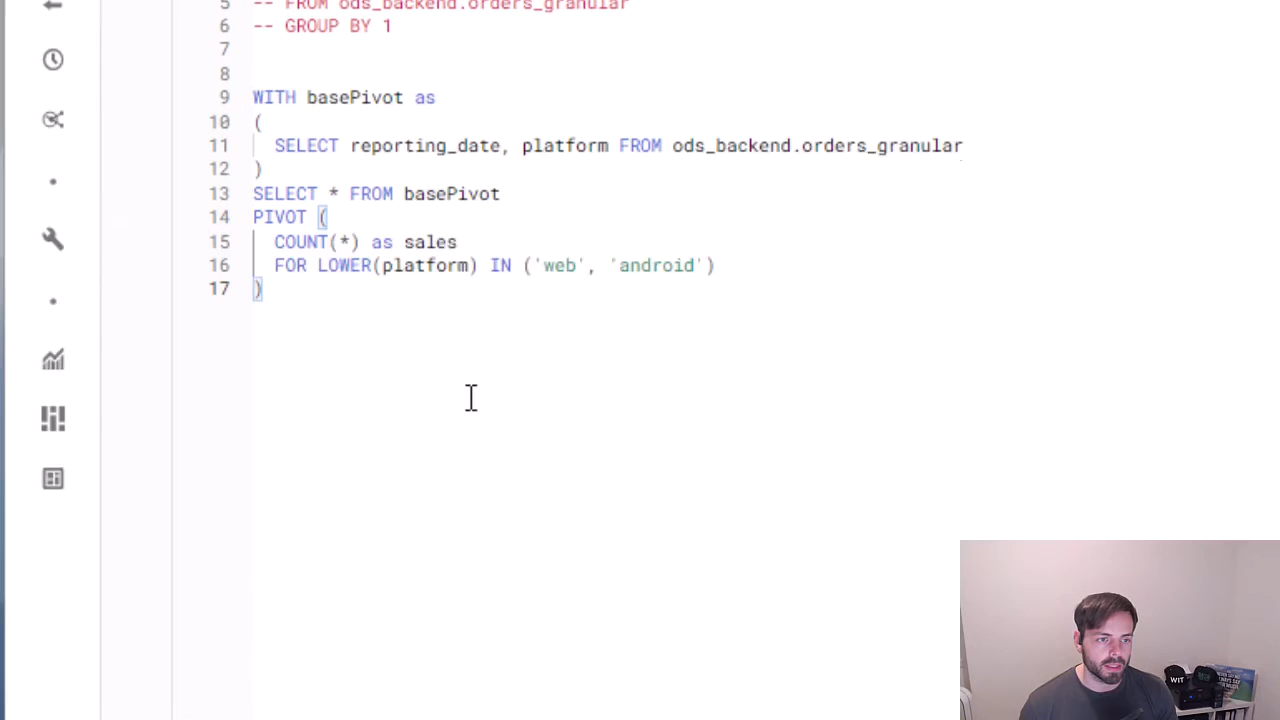 5 -- FROM ods_backend.orders_granular
6 -- GROUP BY 1
7
8
9 WITH basePivot as
10 (
11 SELECT reporting_date, platform FROM ods_backend.orders_granular
12 )
13 SELECT * FROM basePivot
14 PIVOT (
15 COUNT(*) as sales
16 FOR LOWER(platform) IN ('web', 'android')
17 )
WIT